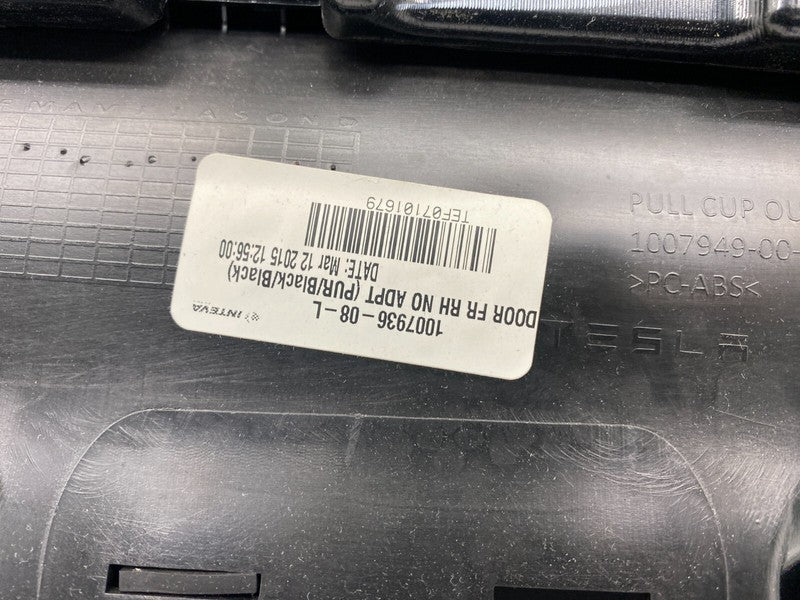 EMAMJJASOND
PULL CUP OU
1007949-00-
>PC-ABS<
TESLA
INTEVA
1007936-08-L
DOOR FR RH NO ADPT (PUR/Black/Black)
DATE: Mar 12 2015 12:56:00
TEF07101679